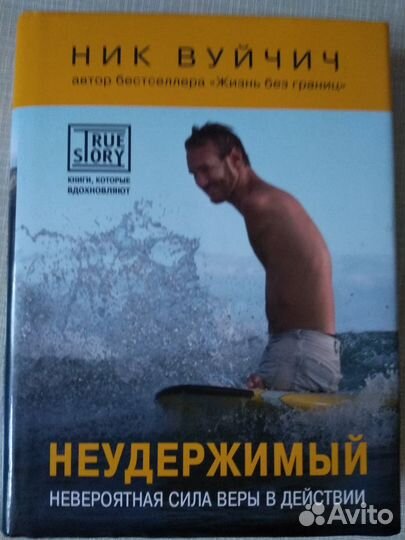 НИК ВУЙЧИЧ
автор бестселлера «Жизнь без границ»
TRUE
STORY
КНИГИ, КОТОРЫЕ
ВДОХНОВЛЯЮТ
НЕУДЕРЖИМЫЙ
НЕВЕРОЯТНАЯ СИЛА ВЕРЫ В ДЕЙСТВИИ
Avito